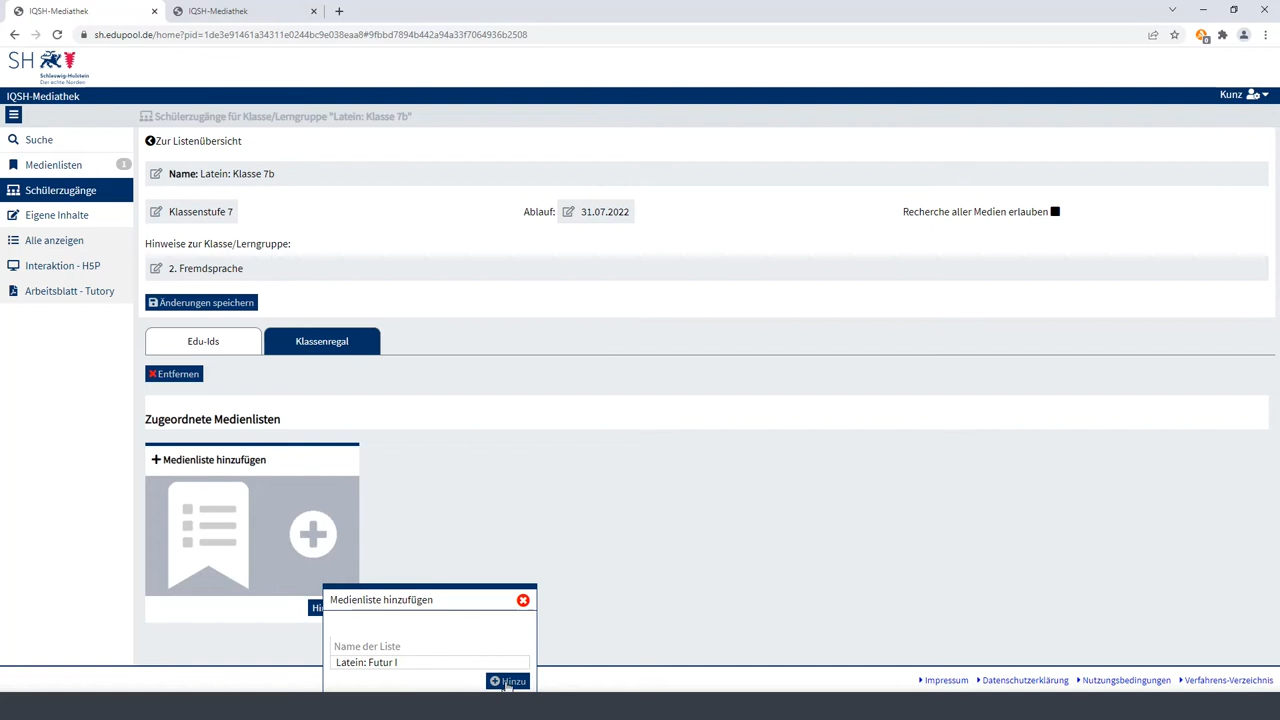 IQSH-Mediathek
IQSH-Mediathek
sh.edupool.de/home?pid=1de3e91461a34311e0244bc9e038eaa8#9fbbd7894b442a94a33f7064936b2508
SH
Schleswig-Holstein
Der echte Norden
IQSH-Mediathek
Kunz
Schülerzugänge für Klasse/Lerngruppe "Latein: Klasse 7b"
Suche
Medienlisten 1
Schülerzugänge
Eigene Inhalte
Alle anzeigen
Interaktion - H5P
Arbeitsblatt - Tutory
Zur Listenübersicht
Name: Latein: Klasse 7b
Klassenstufe 7
Ablauf: 31.07.2022
Recherche aller Medien erlauben
Hinweise zur Klasse/Lerngruppe:
2. Fremdsprache
Änderungen speichern
Edu-Ids
Klassenregal
Entfernen
Zugeordnete Medienlisten
Medienliste hinzufügen
Hi
Medienliste hinzufügen
Name der Liste
Latein: Futur I
Hinzu
Impressum
Datenschutzerklärung
Nutzungsbedingungen
Verfahrens-Verzeichnis